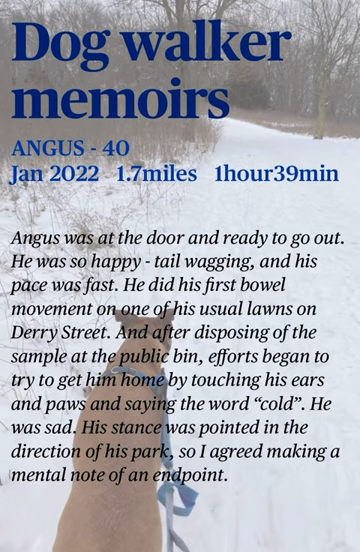 Dog walker
memoirs
ANGUS - 40
Jan 2022 1.7miles 1hour39min
Angus was at the door and ready to go out.
He was so happy - tail wagging, and his
pace was fast. He did his first bowel
movement on one of his usual lawns on
Derry Street. And after disposing of the
sample at the public bin, efforts began to
try to get him home by touching his ears
and paws and saying the word “cold”. He
was sad. His stance was pointed in the
direction of his park, so I agreed making a
mental note of an endpoint.